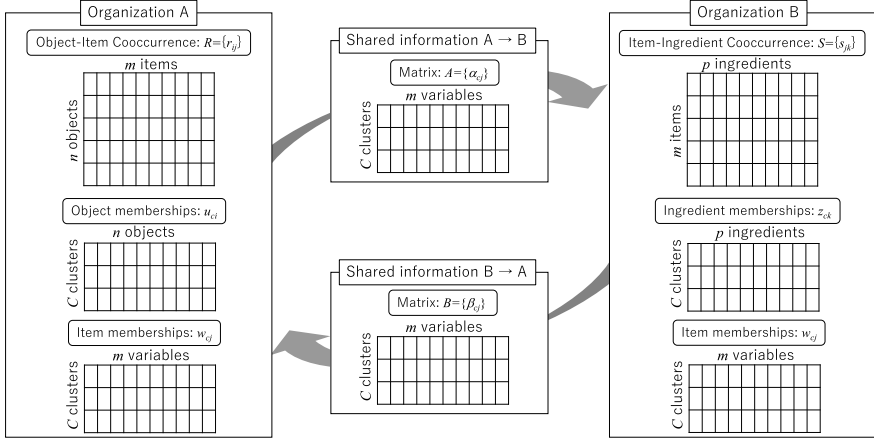 Organization A
Object-Item Cooccurrence: R={r_ij}
m items
n objects
Object memberships: u_ci
n objects
C clusters
Item memberships: w_cj
m variables
C clusters
Shared information A → B
Matrix: A={α_cj}
m variables
C clusters
Shared information B → A
Matrix: B={β_cj}
m variables
C clusters
Organization B
Item-Ingredient Cooccurrence: S={s_jk}
p ingredients
m items
Ingredient memberships: z_ck
p ingredients
C clusters
Item memberships: w_cj
m variables
C clusters